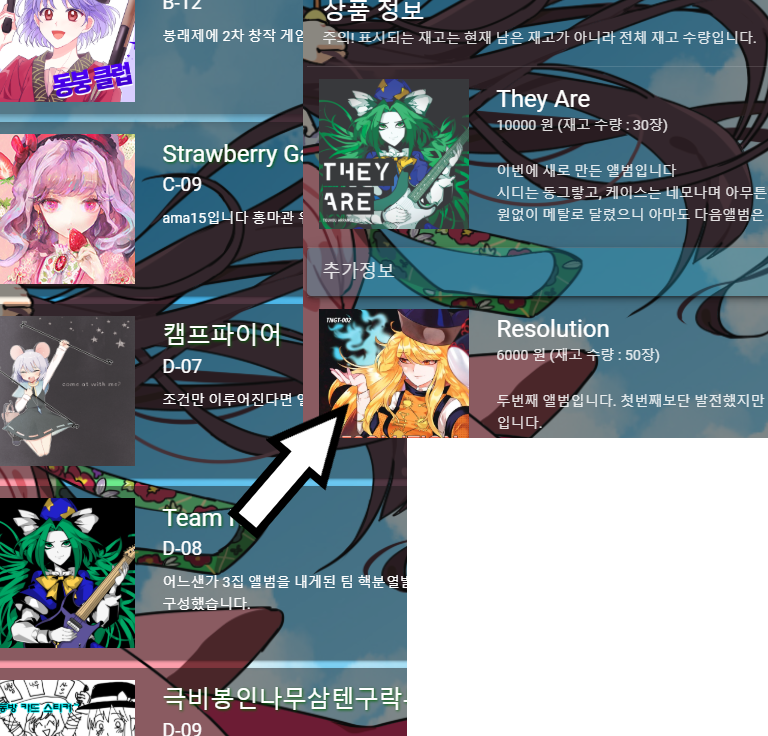 B-12
봉래제에 2차 창작 게임
동붕 클럽
Strawberry Ga
C-09
ama15입니다 홍마관
캠프파이어
D-07
조건만 이루어진다면
come at with me!
Team
D-08
어느샌가 3집 앨범을 내게된 팀 핵분열
구성했습니다.
극비봉인나무삼텐구락
D-09
상품 정보
주의! 표시되는 재고는 현재 남은 재고가 아니라 전체 재고 수량입니다.
THEY
ARE
They Are
10000 원 (재고 수량 : 30장)
이번에 새로 만든 앨범입니다
시디는 동그랗고, 케이스는 네모나며 아무튼
원없이 메탈로 달렸으니 아마도 다음앨범은
추가정보
TNGT-002
Resolution
6000 원 (재고 수량 : 50장)
두번째 앨범입니다. 첫번째보단 발전했지만
입니다.